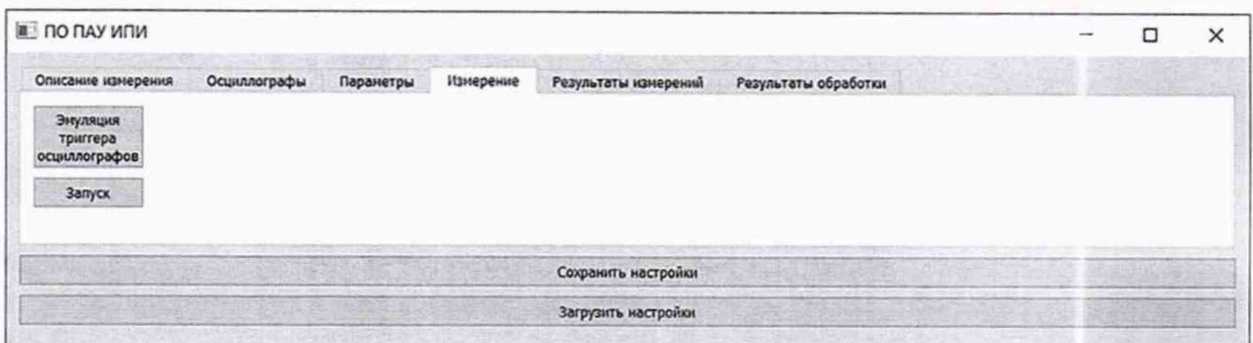 ПО ПАУ ИПИ
Описание измерения Осциллографы Параметры Измерение Результаты измерений Результаты обработки
Эмуляция
триггера
осциллографов
Запуск
Сохранить настройки
Загрузить настройки